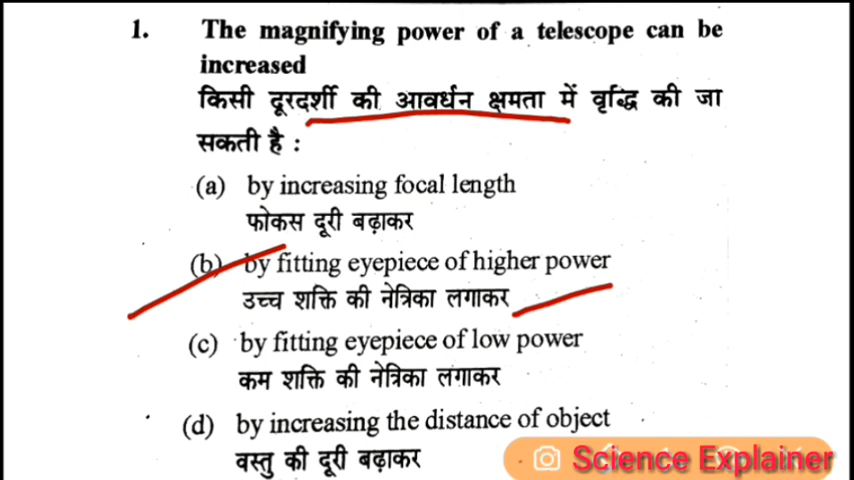 1. The magnifying power of a telescope can be
increased
किसी दूरदर्शी की आवर्धन क्षमता में वृद्धि की जा
सकती है :
(a) by increasing focal length
फोकस दूरी बढ़ाकर
(b) by fitting eyepiece of higher power
उच्च शक्ति की नेत्रिका लगाकर
(c) by fitting eyepiece of low power
कम शक्ति की नेत्रिका लगाकर
(d) by increasing the distance of object
वस्तु की दूरी बढ़ाकर
Science Explainer